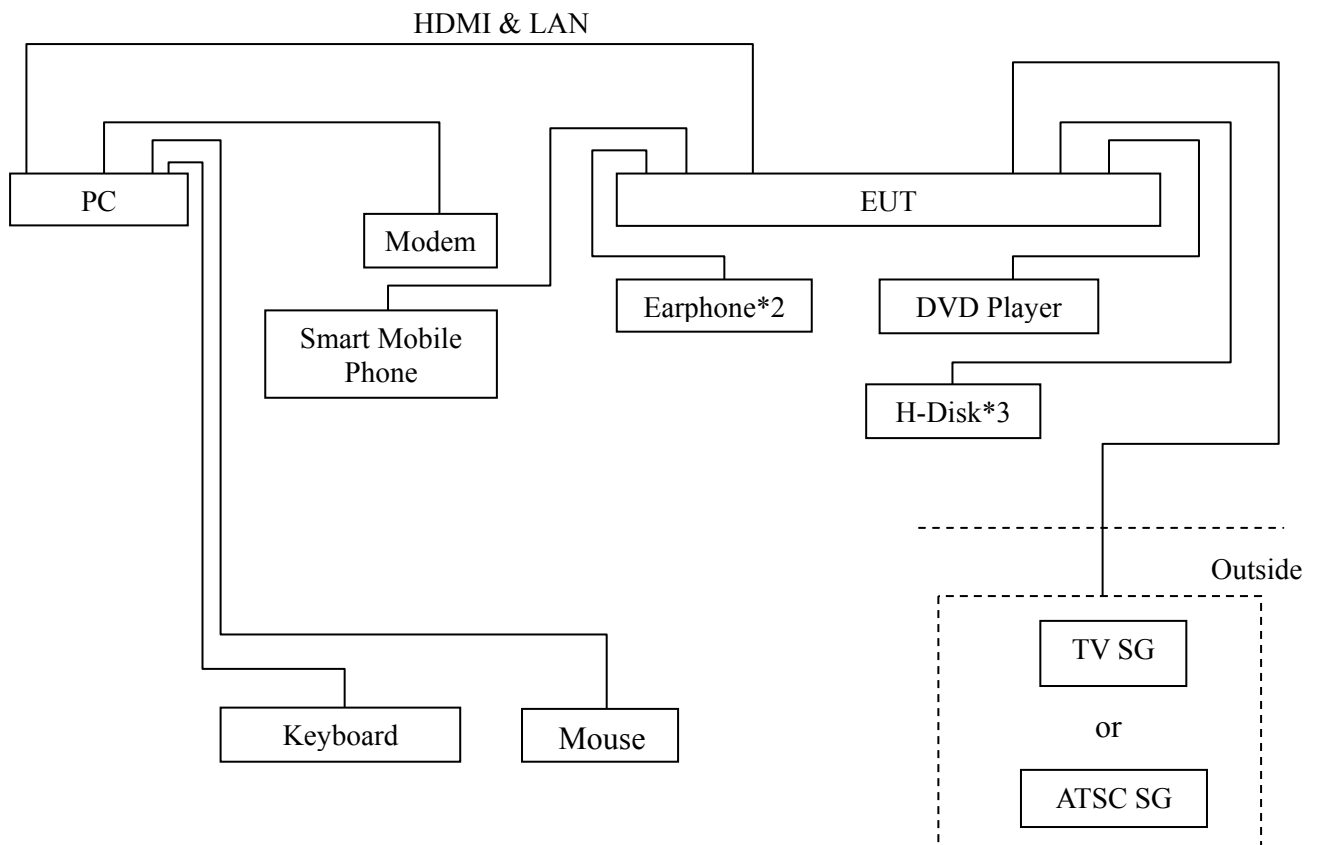 HDMI & LAN
PC
EUT
Modem
Earphone*2
DVD Player
Smart Mobile
Phone
H-Disk*3
Outside
TV SG
or
ATSC SG
Keyboard
Mouse